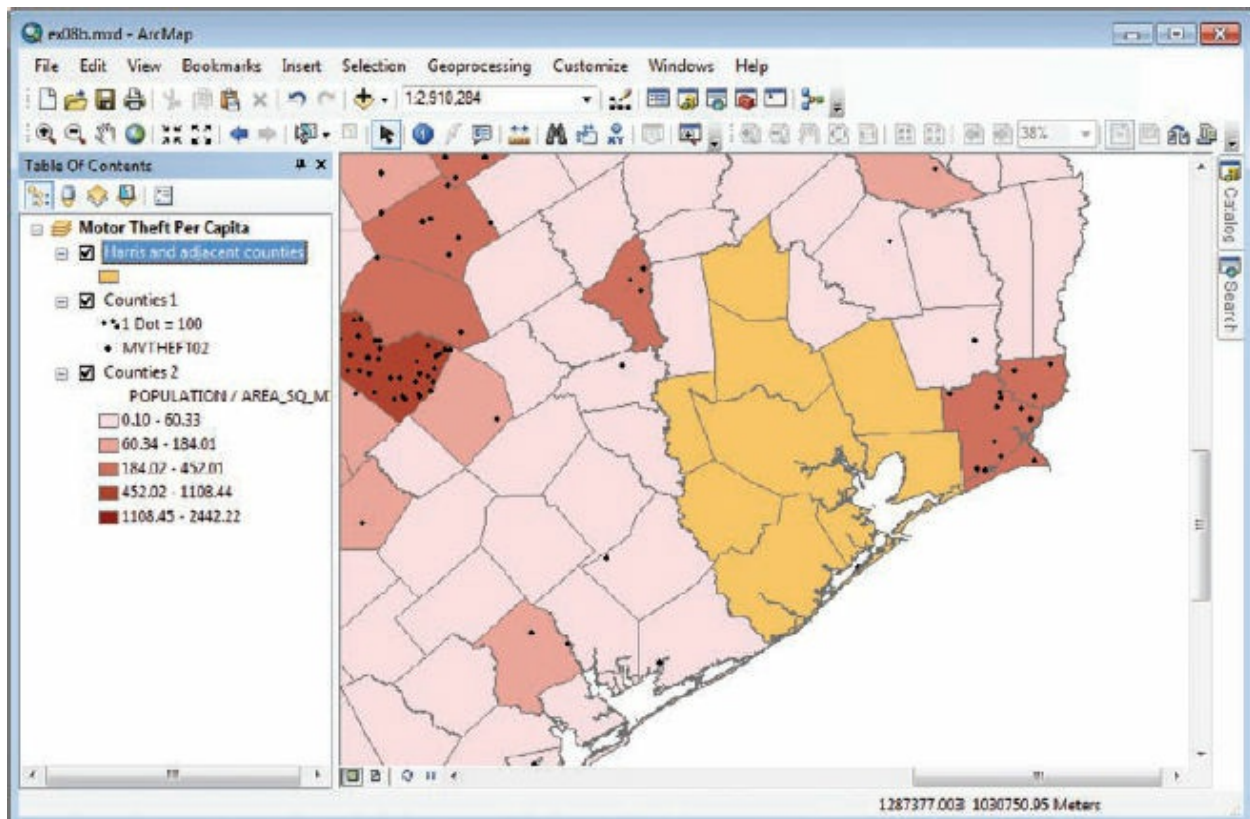 ex08b.mxd - ArcMap
File Edit View Bookmarks Insert Selection Geoprocessing Customize Windows Help
1:2,910,284
38%
Table Of Contents
Motor Theft Per Capita
Harris and adjacent counties
Counties 1
1 Dot = 100
MVTHEFT02
Counties 2
POPULATION / AREA_SQ_MI
0.10 - 60.33
60.34 - 184.01
184.02 - 452.01
452.02 - 1108.44
1108.45 - 2442.22
Catalog
Search
1287377.003 1030750.95 Meters